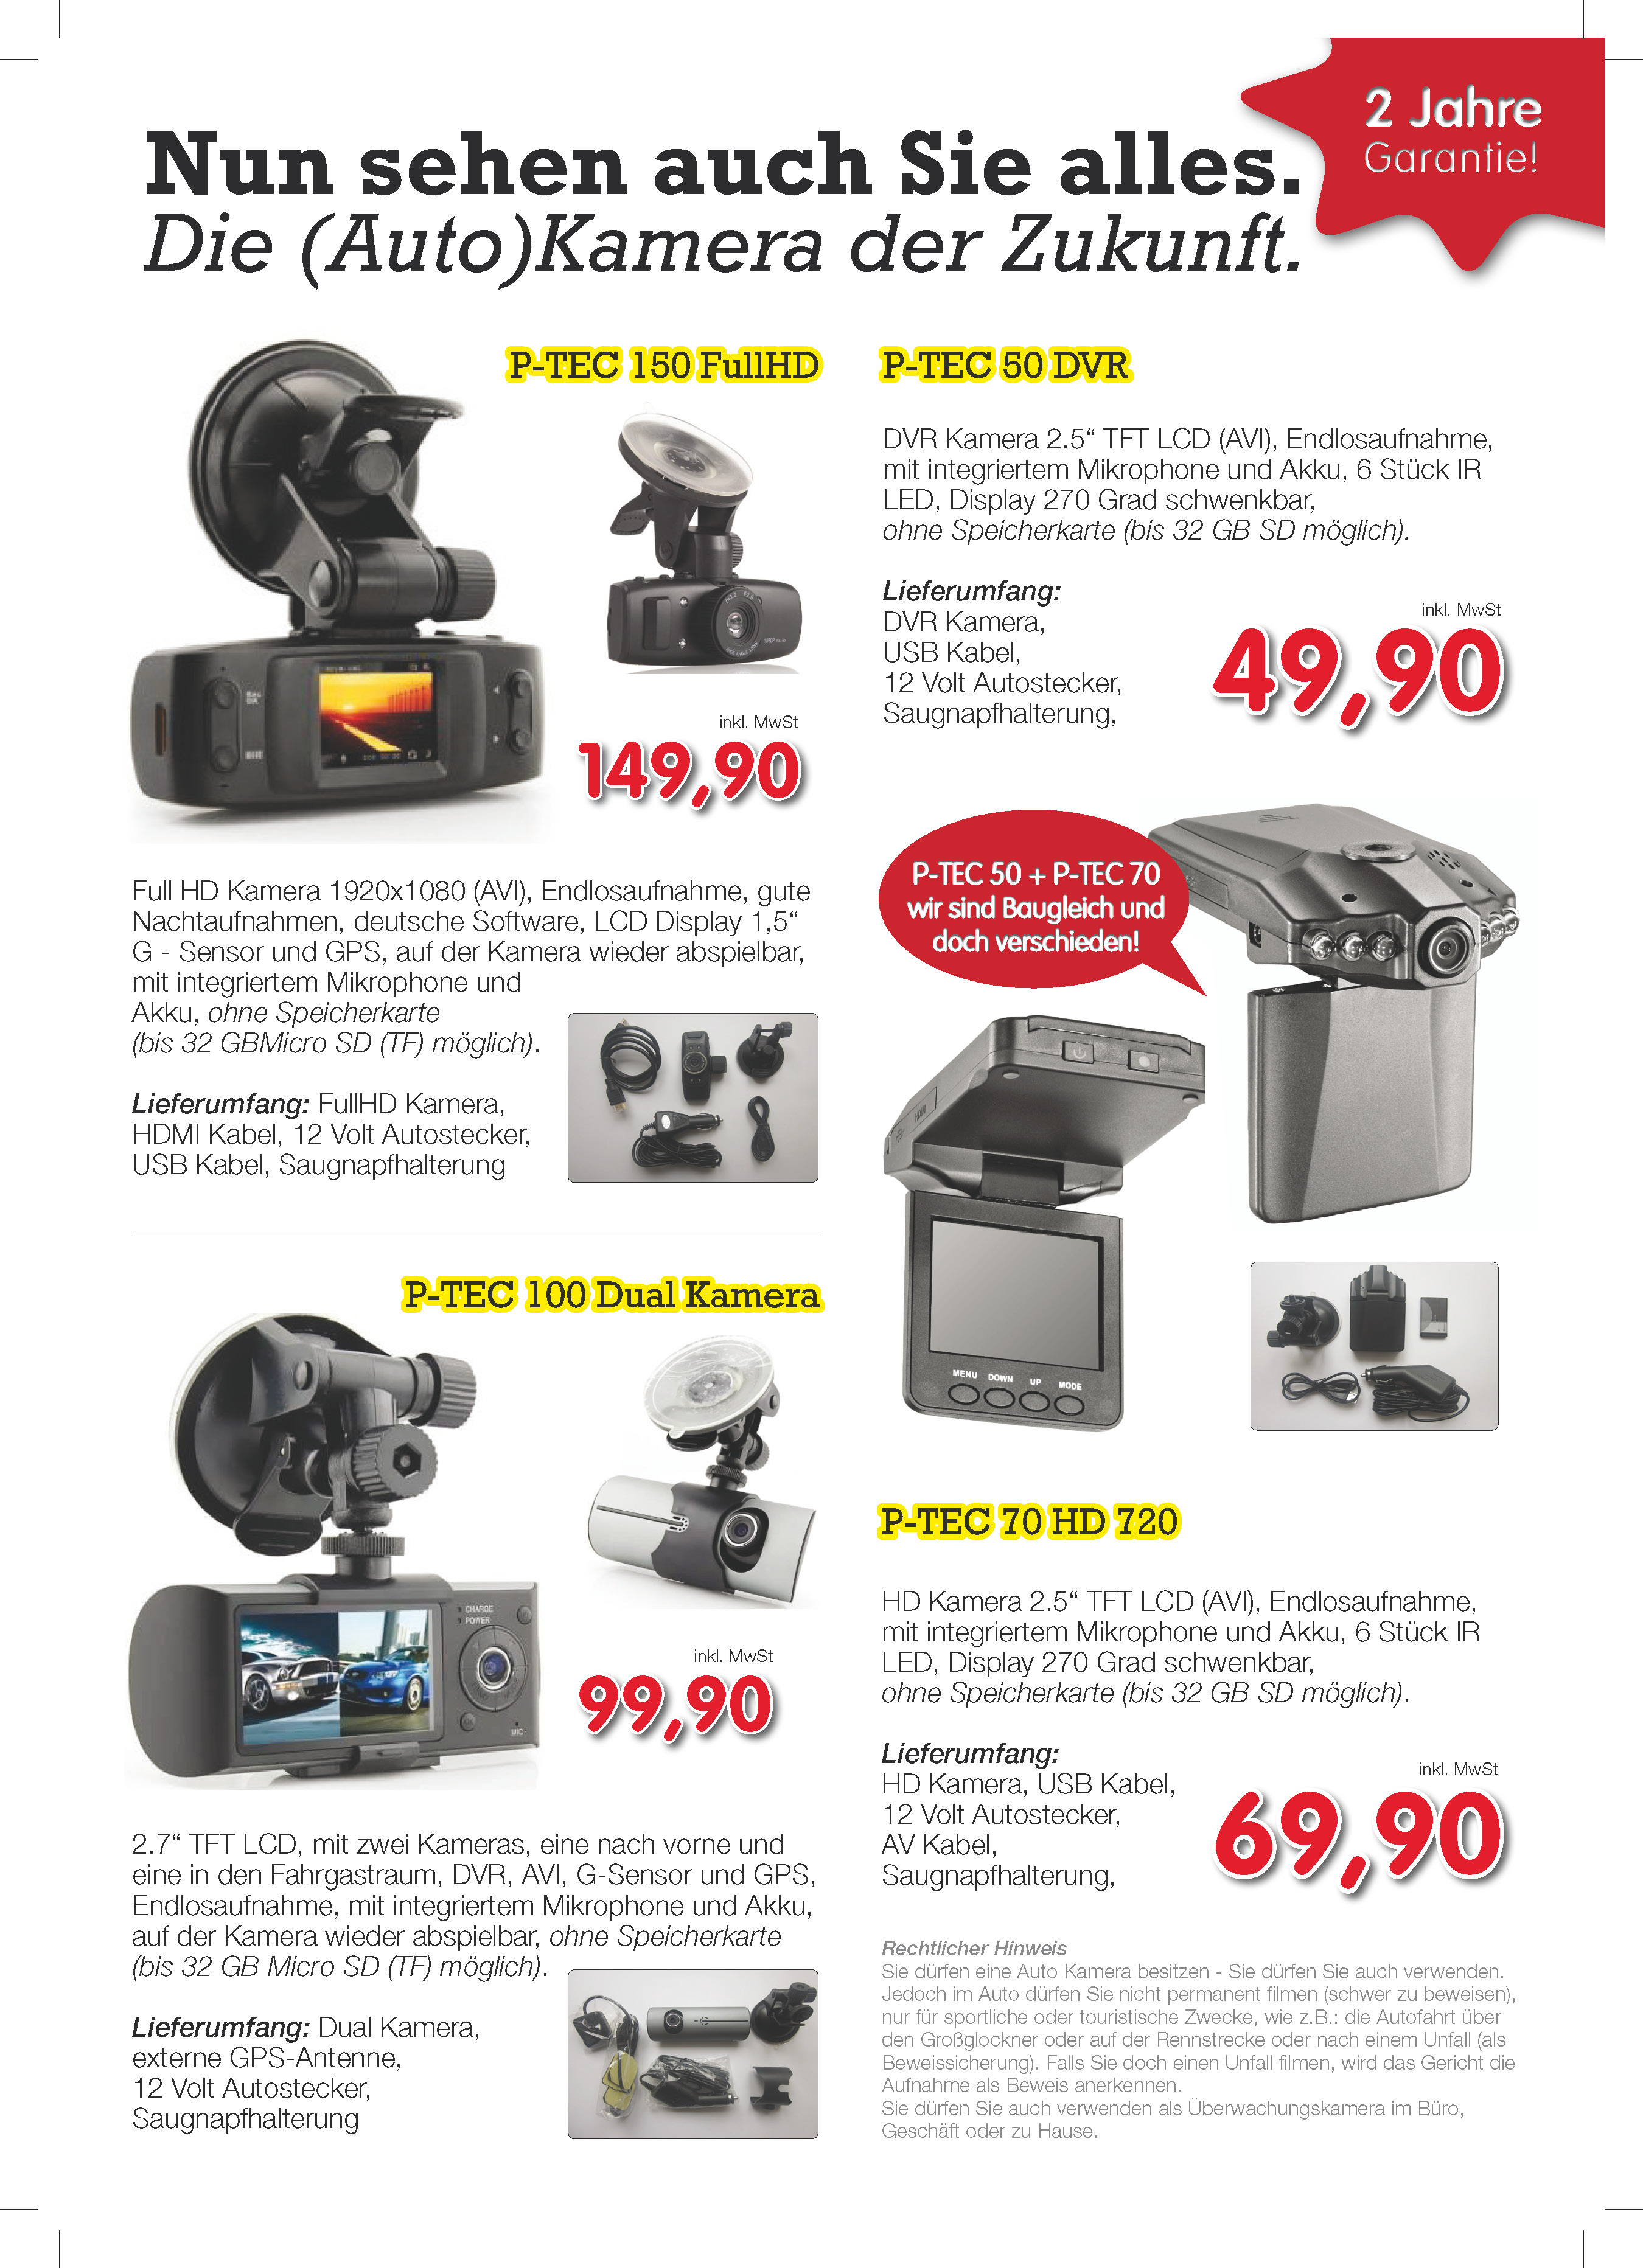 2 Jahre
Garantie!
Nun sehen auch Sie alles.
Die (Auto)Kamera der Zukunft.
P-TEC 150 FullHD
inkl. MwSt
149,90
Full HD Kamera 1920x1080 (AVI), Endlosaufnahme, gute
Nachtaufnahmen, deutsche Software, LCD Display 1,5“
G - Sensor und GPS, auf der Kamera wieder abspielbar,
mit integriertem Mikrophone und
Akku, ohne Speicherkarte
(bis 32 GBMicro SD (TF) möglich).
Lieferumfang: FullHD Kamera,
HDMI Kabel, 12 Volt Autostecker,
USB Kabel, Saugnapfhalterung
P-TEC 100 Dual Kamera
CHARGE
POWER
MIC
inkl. MwSt
99,90
2.7“ TFT LCD, mit zwei Kameras, eine nach vorne und
eine in den Fahrgastraum, DVR, AVI, G-Sensor und GPS,
Endlosaufnahme, mit integriertem Mikrophone und Akku,
auf der Kamera wieder abspielbar, ohne Speicherkarte
(bis 32 GB Micro SD (TF) möglich).
Lieferumfang: Dual Kamera,
externe GPS-Antenne,
12 Volt Autostecker,
Saugnapfhalterung
P-TEC 50 DVR
DVR Kamera 2.5“ TFT LCD (AVI), Endlosaufnahme,
mit integriertem Mikrophone und Akku, 6 Stück IR
LED, Display 270 Grad schwenkbar,
ohne Speicherkarte (bis 32 GB SD möglich).
Lieferumfang:
DVR Kamera,
USB Kabel,
12 Volt Autostecker,
Saugnapfhalterung,
inkl. MwSt
49,90
P-TEC 50 + P-TEC 70
wir sind Baugleich und
doch verschieden!
MENU DOWN UP MODE
P-TEC 70 HD 720
HD Kamera 2.5“ TFT LCD (AVI), Endlosaufnahme,
mit integriertem Mikrophone und Akku, 6 Stück IR
LED, Display 270 Grad schwenkbar,
ohne Speicherkarte (bis 32 GB SD möglich).
Lieferumfang:
HD Kamera, USB Kabel,
12 Volt Autostecker,
AV Kabel,
Saugnapfhalterung,
inkl. MwSt
69,90
Rechtlicher Hinweis
Sie dürfen eine Auto Kamera besitzen - Sie dürfen Sie auch verwenden.
Jedoch im Auto dürfen Sie nicht permanent filmen (schwer zu beweisen),
nur für sportliche oder touristische Zwecke, wie z.B.: die Autofahrt über
den Großglockner oder auf der Rennstrecke oder nach einem Unfall (als
Beweissicherung). Falls Sie doch einen Unfall filmen, wird das Gericht die
Aufnahme als Beweis anerkennen.
Sie dürfen Sie auch verwenden als Überwachungskamera im Büro,
Geschäft oder zu Hause.